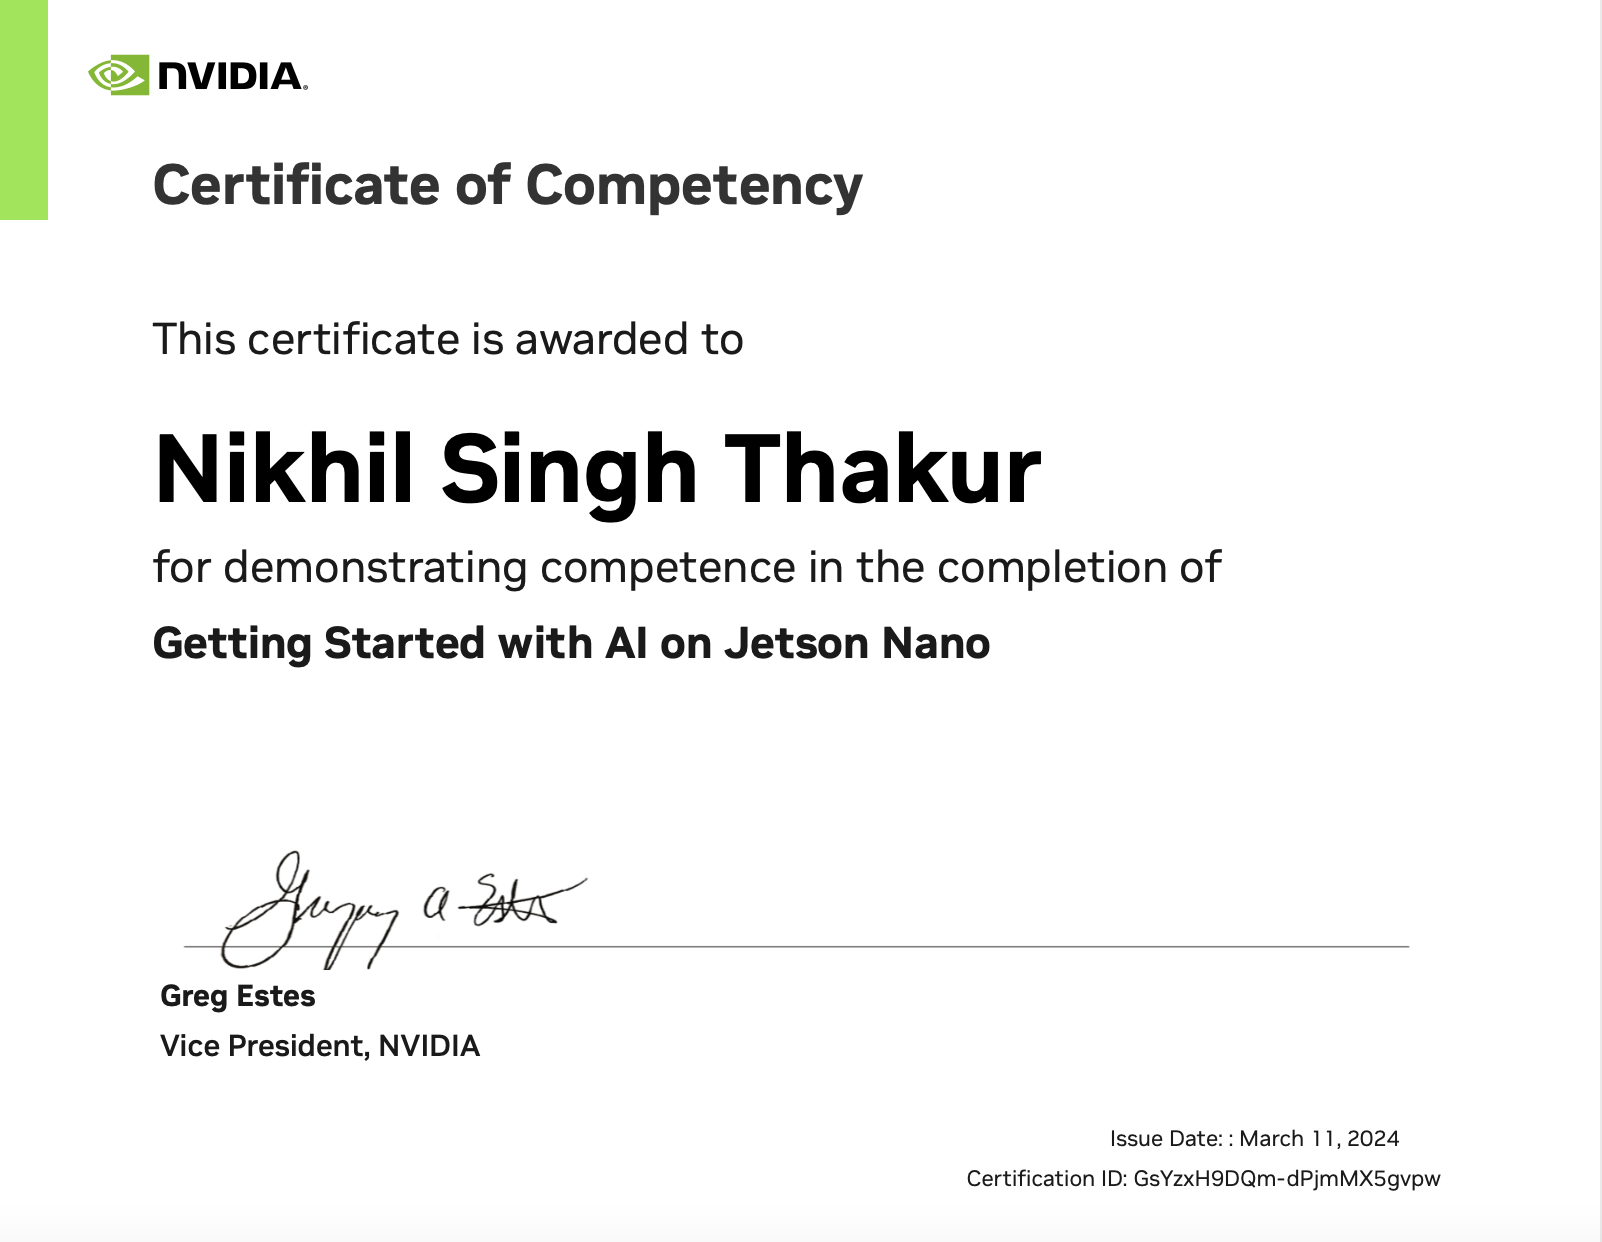 NVIDIA.
Certificate of Competency
This certificate is awarded to
Nikhil Singh Thakur
for demonstrating competence in the completion of
Getting Started with AI on Jetson Nano
Gregory A Estes
Greg Estes
Vice President, NVIDIA
Issue Date: : March 11, 2024
Certification ID: GsYzxH9DQm-dPjmMX5gvpw